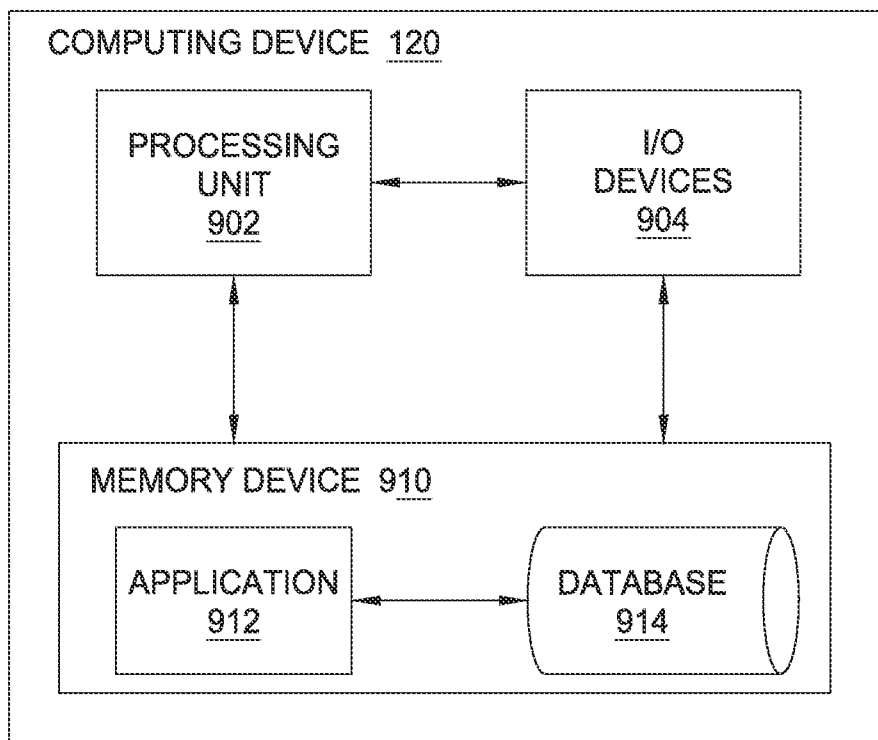 COMPUTING DEVICE 120
PROCESSING
UNIT
902
I/O
DEVICES
904
MEMORY DEVICE 910
APPLICATION
912
DATABASE
914